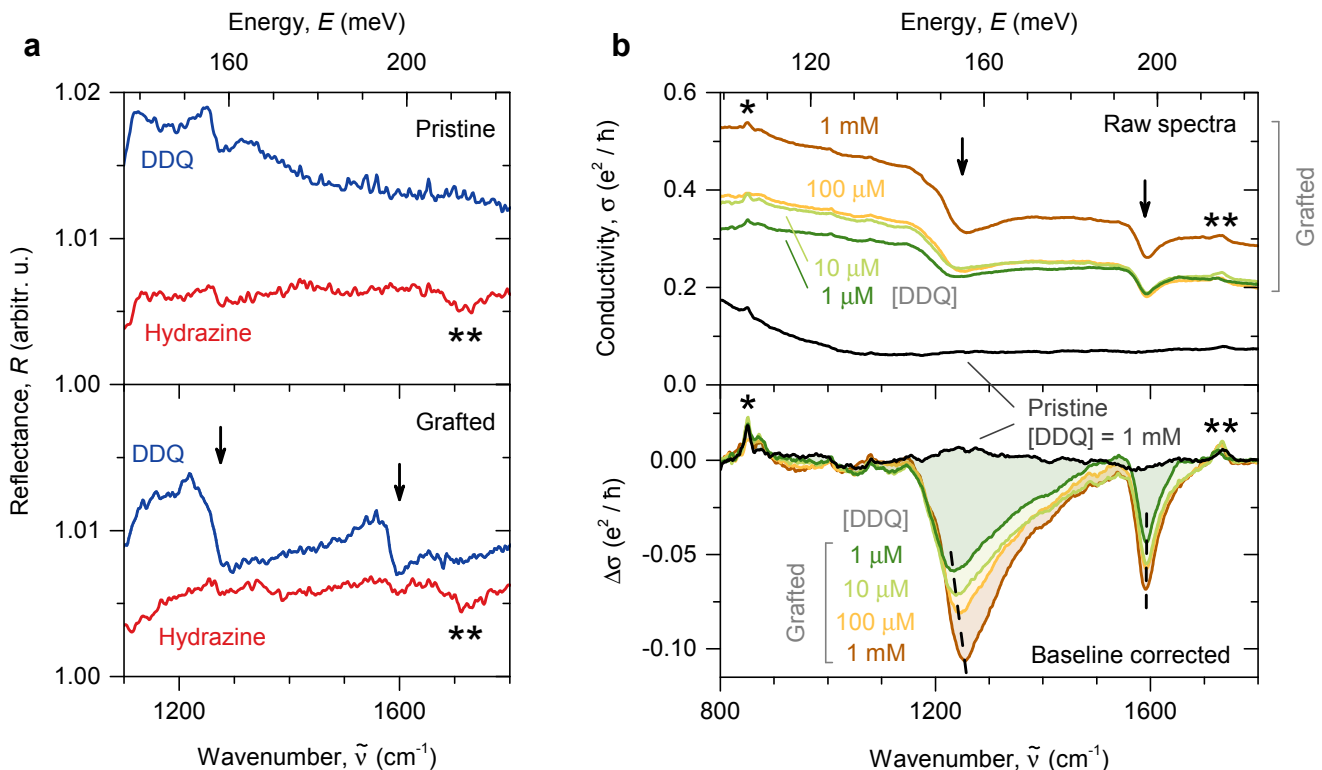 a
Energy, E (meV)
160
200
1.02
Pristine
DDQ
1.01
Hydrazine
**
1.00
Reflectance, R (arbitr. u.)
Grafted
DDQ
1.01
Hydrazine
**
1.00
1200
1600
Wavenumber, ν̃ (cm⁻¹)
b
Energy, E (meV)
120
160
200
0.6
*
1 mM
Raw spectra
0.4
100 μM
**
Grafted
10 μM
1 μM
[DDQ]
0.2
Conductivity, σ (e² / ħ)
0.0
*
Pristine
[DDQ] = 1 mM
**
0.00
[DDQ]
-0.05
1 μM
10 μM
100 μM
1 mM
Grafted
-0.10
Baseline corrected
Δσ (e² / ħ)
800
1200
1600
Wavenumber, ν̃ (cm⁻¹)